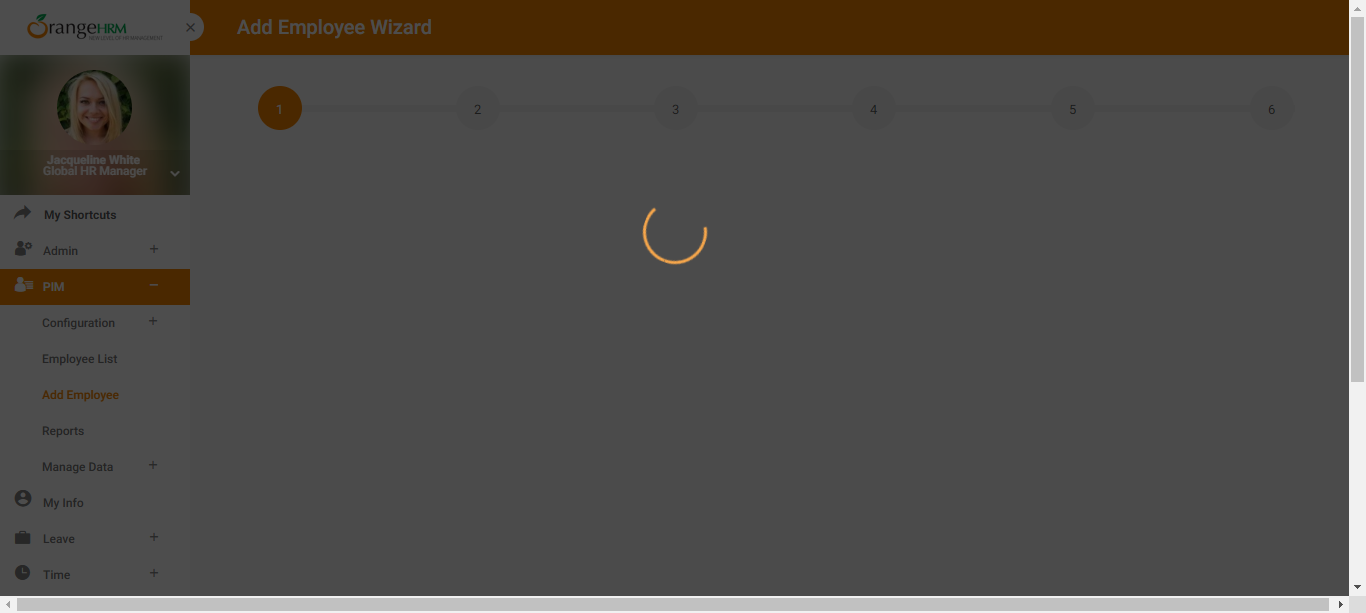 OrangeHRM
Add Employee Wizard
1
2
3
4
5
6
Jacqueline White
Global HR Manager
My Shortcuts
Admin
PIM
Configuration
Employee List
Add Employee
Reports
Manage Data
My Info
Leave
Time